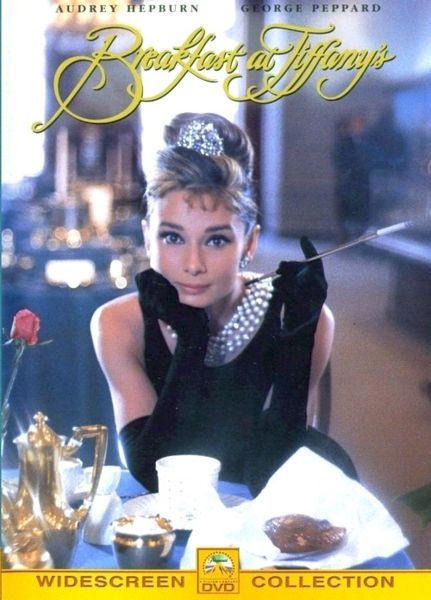 AUDREY HEPBURN GEORGE PEPPARD
Breakfast at Tiffany's
WIDESCREEN DVD COLLECTION